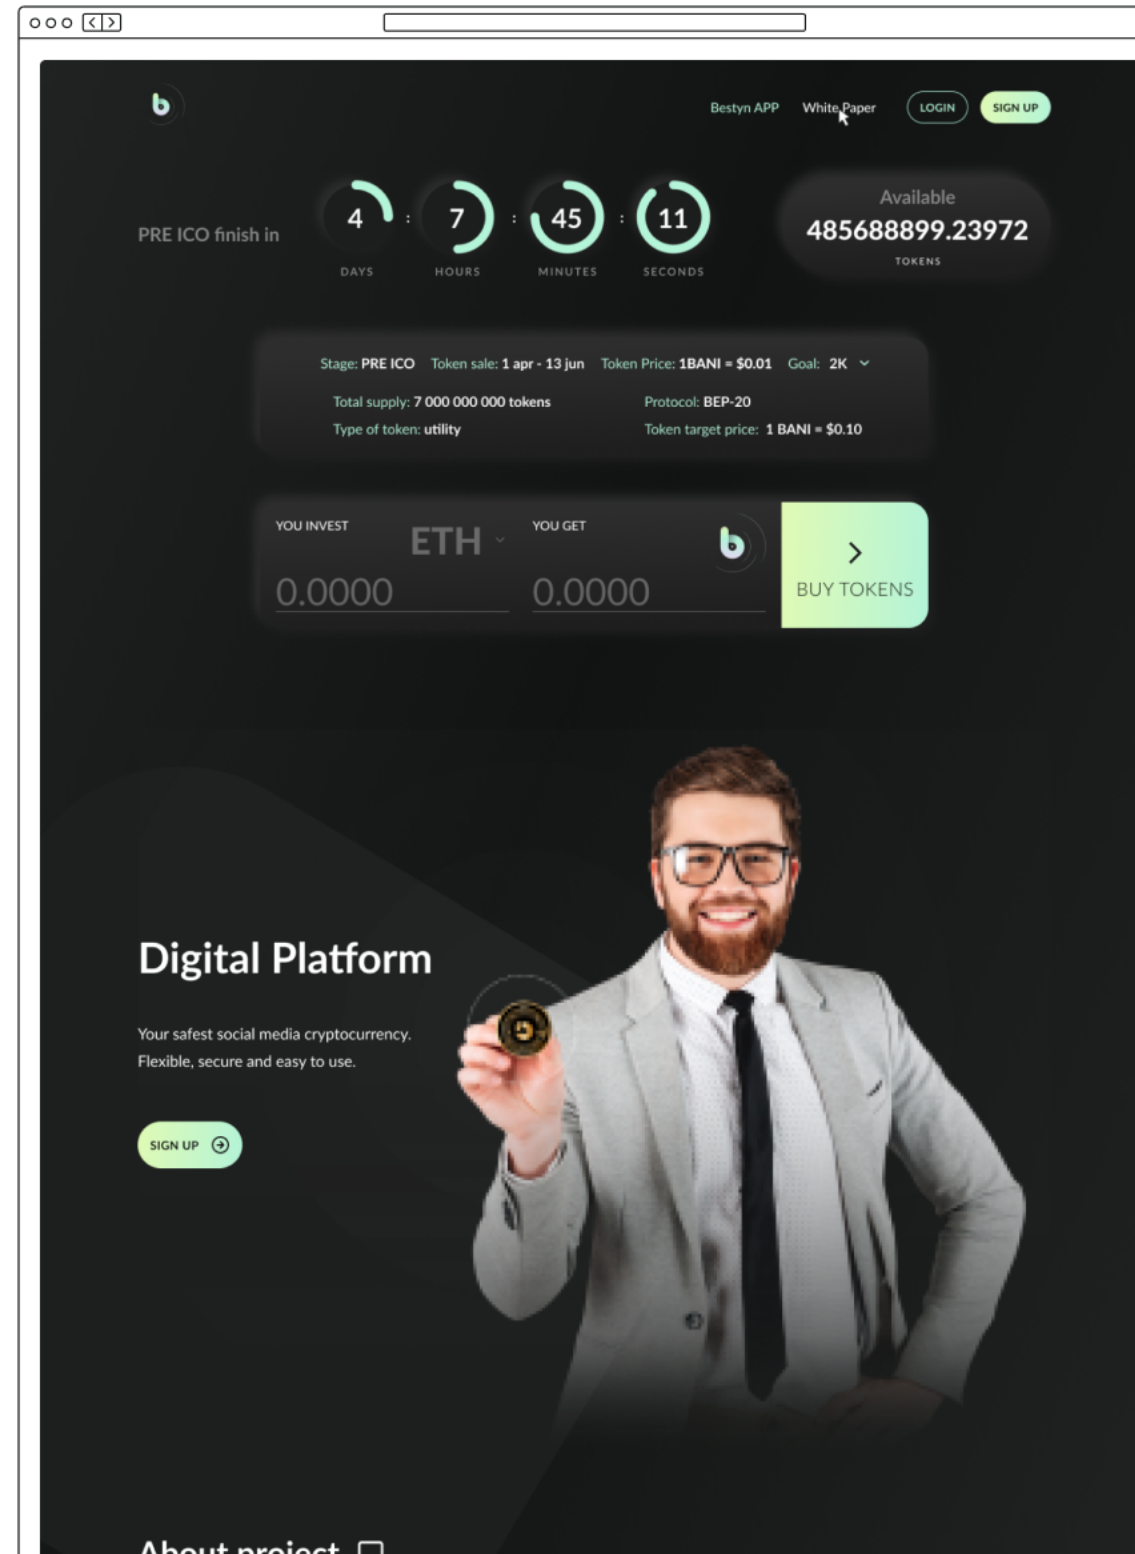 Bestyn APP White Paper LOGIN SIGN UP
PRE ICO finish in
4 : 7 : 45 : 11
DAYS HOURS MINUTES SECONDS
Available
485688899.23972
TOKENS
Stage: PRE ICO Token sale: 1 apr - 13 jun Token Price: 1BANI = $0.01 Goal: 2K
Total supply: 7 000 000 000 tokens Protocol: BEP-20
Type of token: utility Token target price: 1 BANI = $0.10
YOU INVEST ETH YOU GET b
0.0000 0.0000 BUY TOKENS
Digital Platform
Your safest social media cryptocurrency.
Flexible, secure and easy to use.
SIGN UP
About project